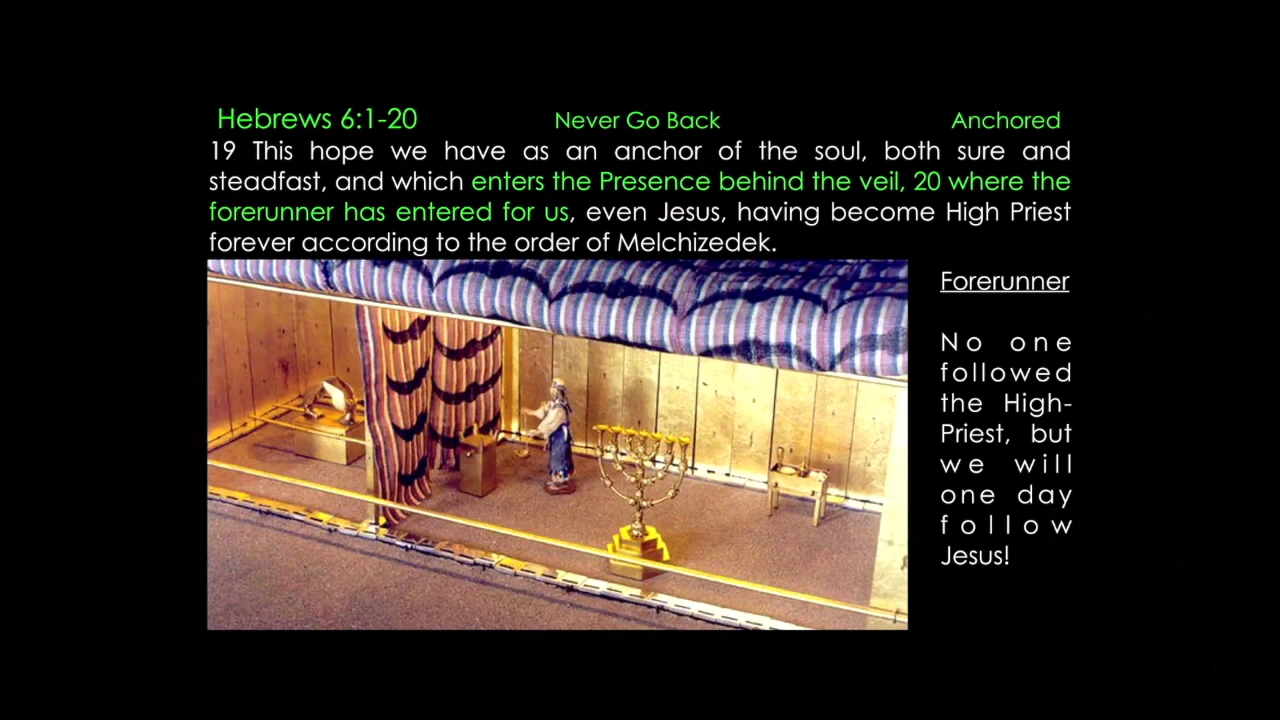 Hebrews 6:1-20 Never Go Back Anchored
19 This hope we have as an anchor of the soul, both sure and
steadfast, and which enters the Presence behind the veil, 20 where the
forerunner has entered for us, even Jesus, having become High Priest
forever according to the order of Melchizedek.
Forerunner
No one
followed
the High-
Priest, but
we will
one day
follow
Jesus!